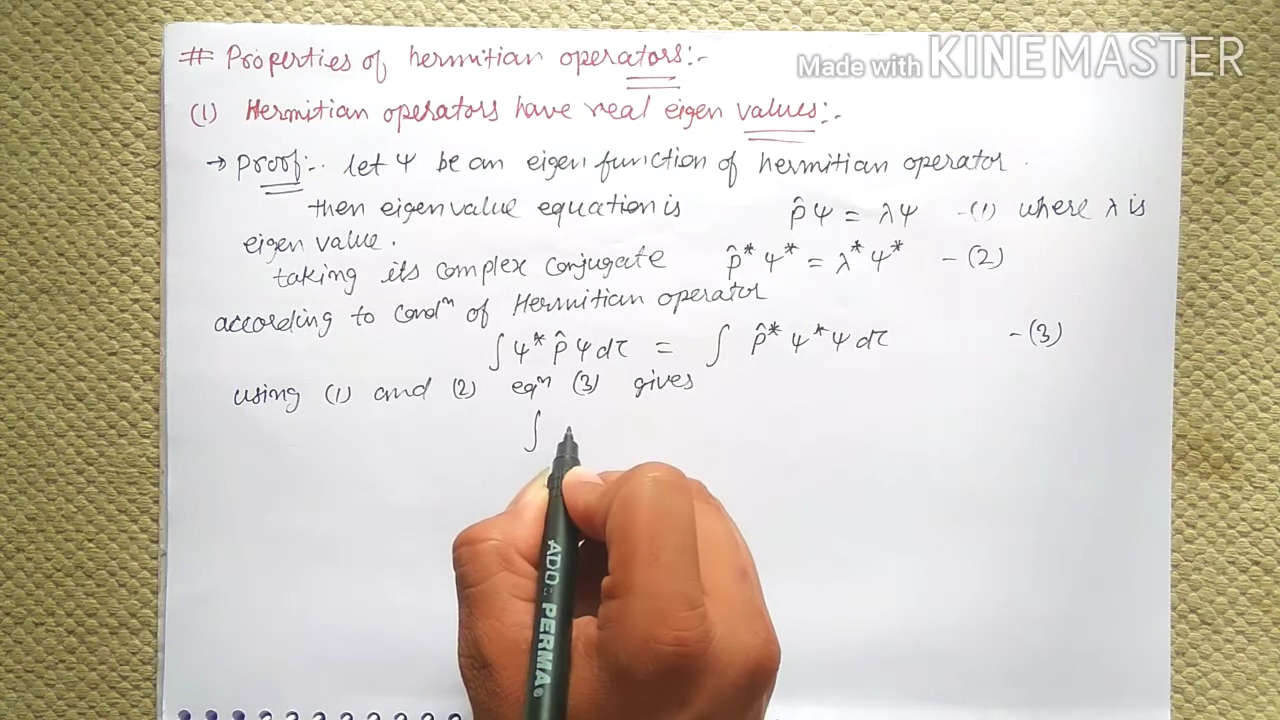 Made with KINEMASTER
# Properties of hermitian operators:-
(1) Hermitian operators have real eigen values:-
→ Proof:- let Ψ be an eigen function of hermitian operator.
then eigenvalue equation is p̂Ψ = λΨ -(1) where λ is
eigen value.
taking its complex conjugate p̂*Ψ* = λ*Ψ* -(2)
according to condⁿ of Hermitian operator
∫Ψ*p̂Ψdτ = ∫ p̂*Ψ*Ψdτ -(3)
using (1) and (2) eqⁿ (3) gives
∫
ADD. PERMA®